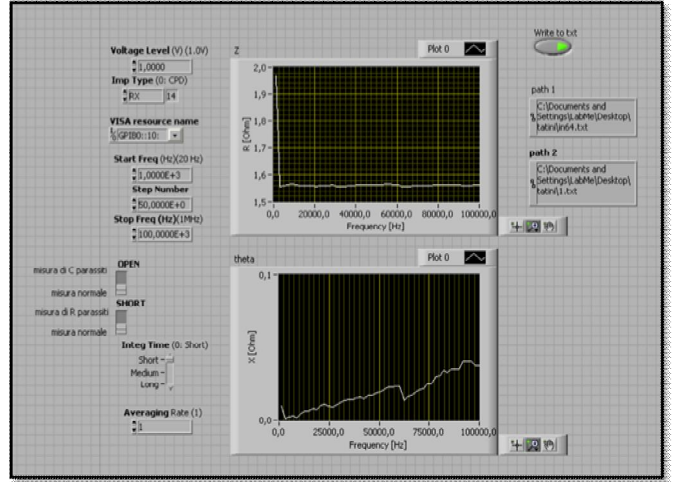 Voltage Level (V) (1.0V)
1,0000
Imp Type (0: CPD)
RX 14
VISA resource name
GPIB0::10:
Start Freq (Hz)(20 Hz)
1,0000E+3
Step Number
50,0000E+0
Stop Freq (Hz)(1MHz)
100,0000E+3
OPEN
misura di C parassiti
misura normale
SHORT
misura di R parassiti
misura normale
Integ Time (0: Short)
Short
Medium
Long
Averaging Rate (1)
1
Z
Plot 0
2,0
1,9
1,8
1,7
1,6
1,5
R [Ohm]
0,0 20000,0 40000,0 60000,0 80000,0 100000,0
Frequency [Hz]
theta
Plot 0
0,1
0,0
X [Ohm]
0,0 25000,0 50000,0 75000,0 100000,0
Frequency [Hz]
Write to txt
path 1
C:\Documents and
Settings\LabMe\Desktop\
tatini\in64.txt
path 2
C:\Documents and
Settings\LabMe\Desktop\
tatini\1.txt